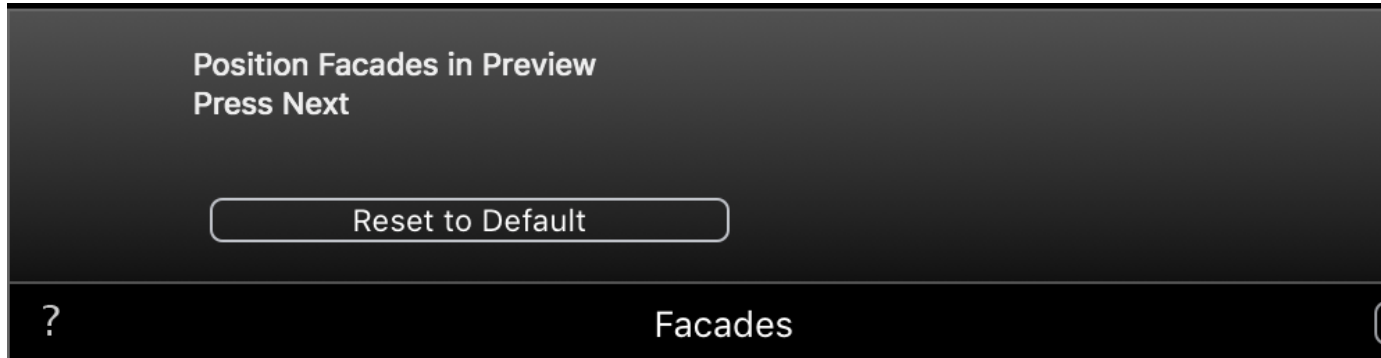 Position Facades in Preview
Press Next
Reset to Default
?
Facades